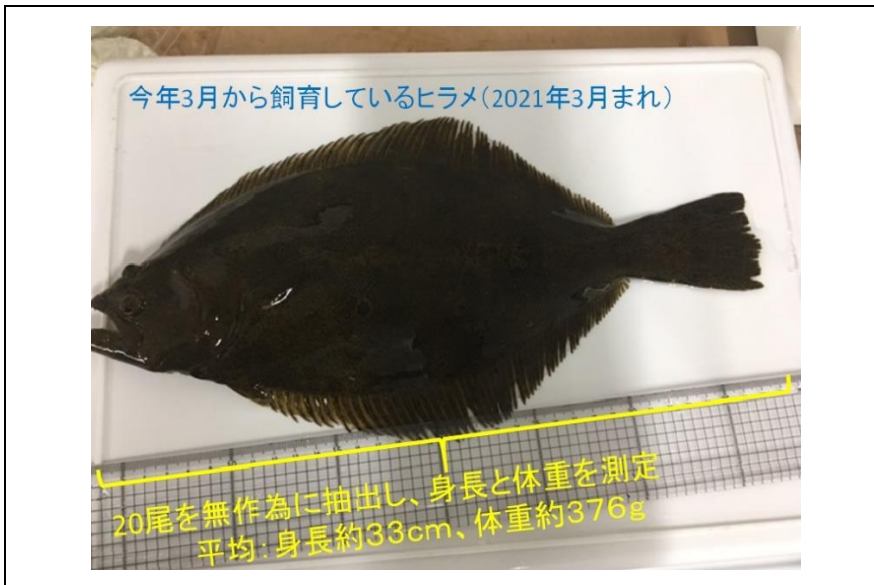 今年3月から飼育しているヒラメ(2021年3月まれ)
20尾を無作為に抽出し、身長と体重を測定
平均:身長約33cm、体重約376g